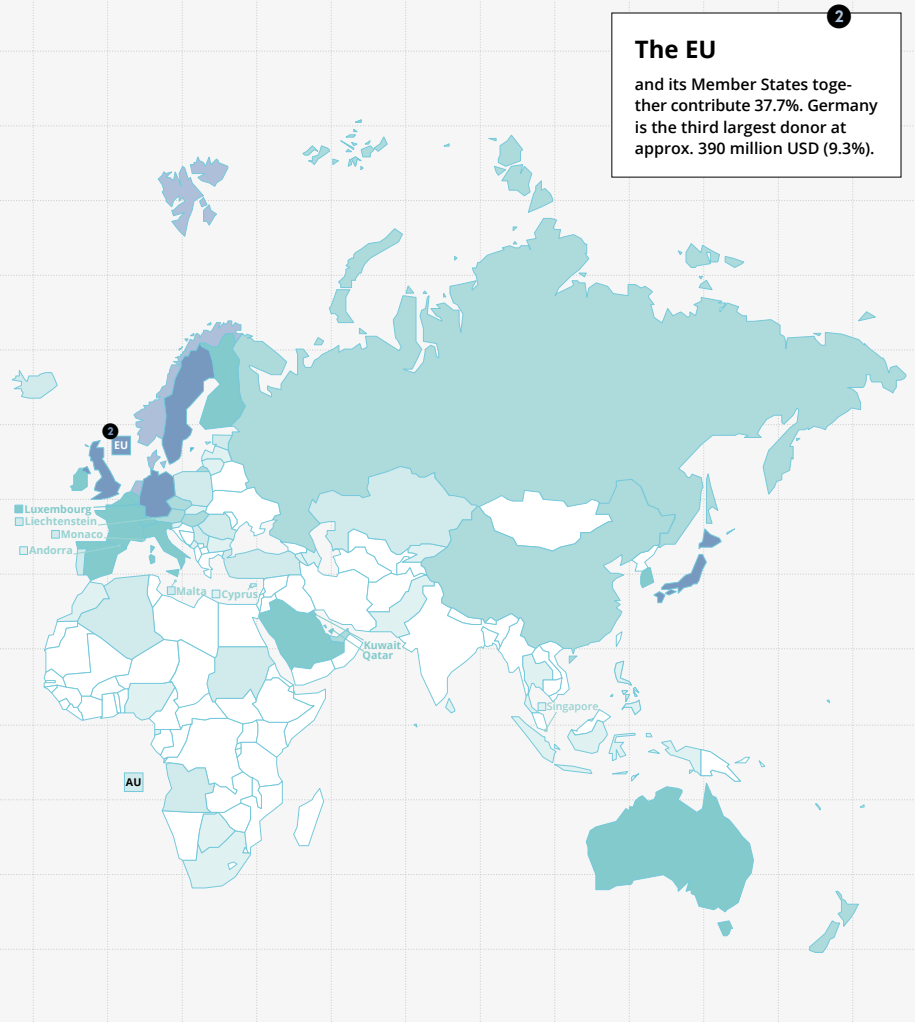 2
The EU
and its Member States toge-
ther contribute 37.7%. Germany
is the third largest donor at
approx. 390 million USD (9.3%).
2
EU
Luxembourg
Liechtenstein
Monaco
Andorra
Malta
Cyprus
Kuwait
Qatar
Singapore
AU